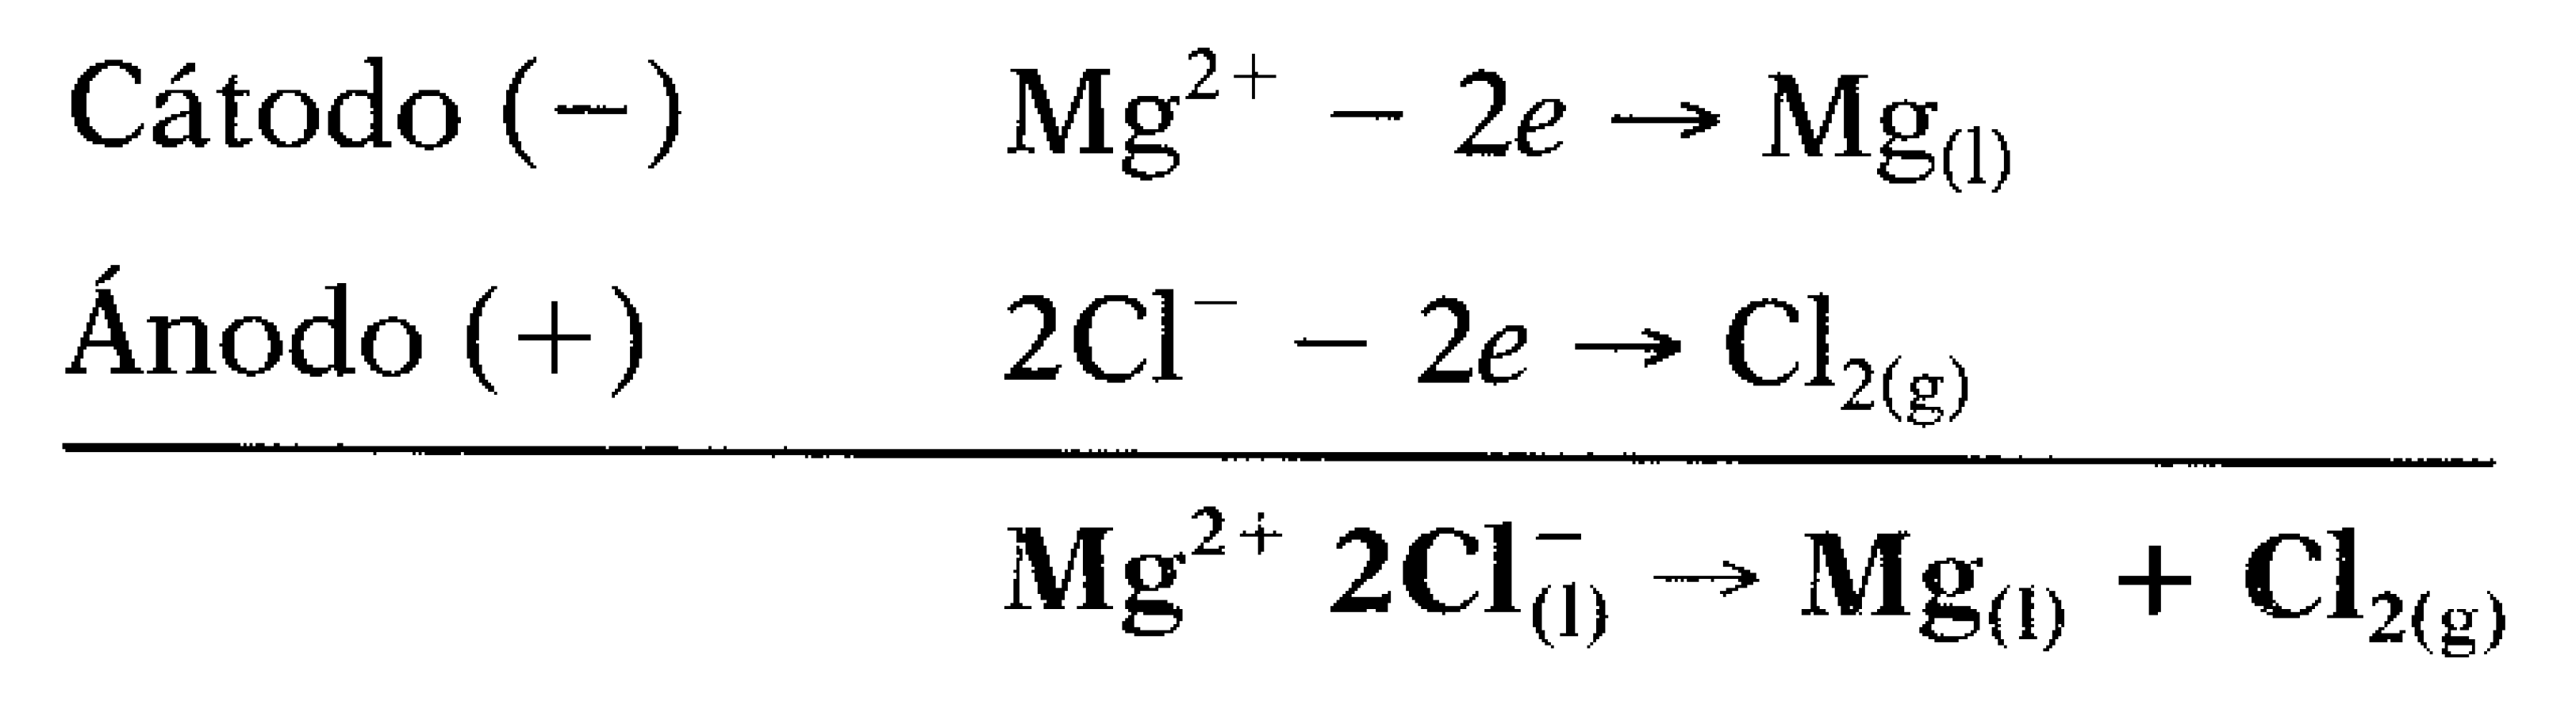 Cátodo (−) Mg²⁺ − 2e → Mg₍ₗ₎
Ánodo (+) 2Cl⁻ − 2e → Cl₂(g)
Mg²⁺ 2Cl⁻₍ₗ₎ → Mg₍ₗ₎ + Cl₂(g)